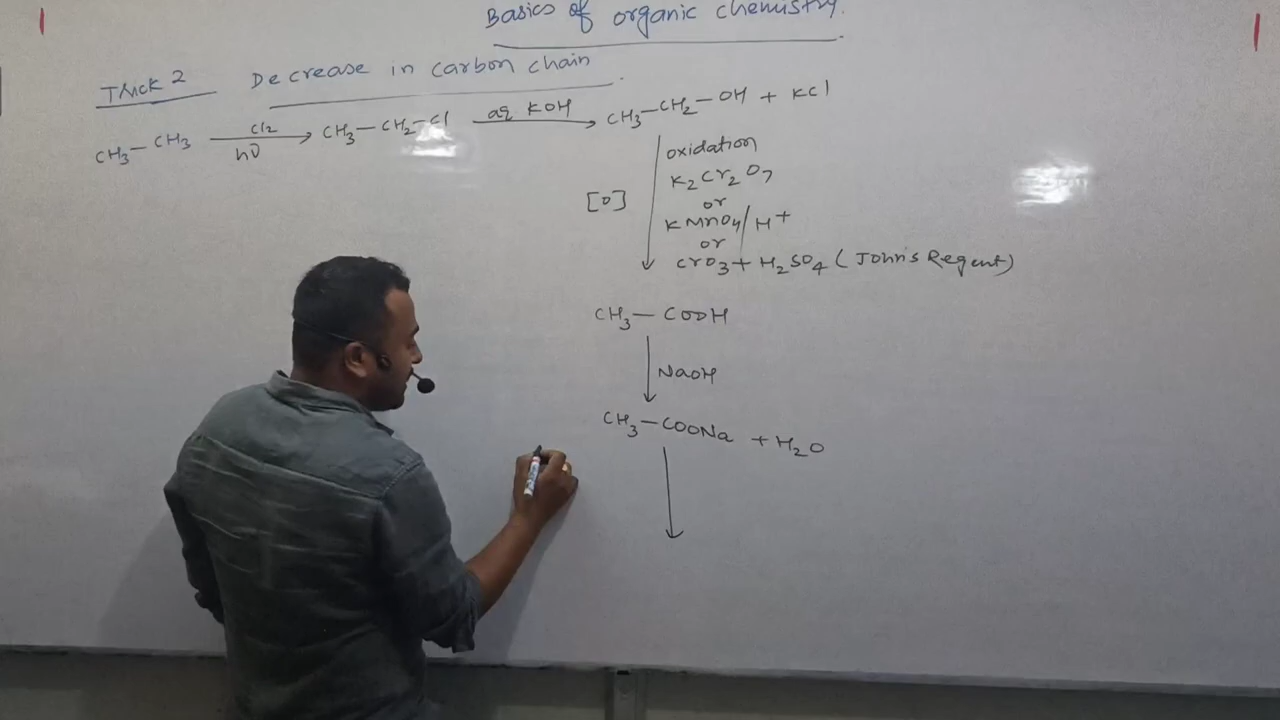 Basics of organic chemistry.
Trick 2 Decrease in carbon chain.
CH₃—CH₃ Cl₂ hν → CH₃—CH₂—Cl aq KOH → CH₃—CH₂—OH + KCl
oxidation
[O] K₂Cr₂O₇
or
KMnO₄/H⁺
or
CrO₃ + H₂SO₄ (John's Regent)
CH₃—COOH
↓ NaOH
CH₃—COONa + H₂O
↓